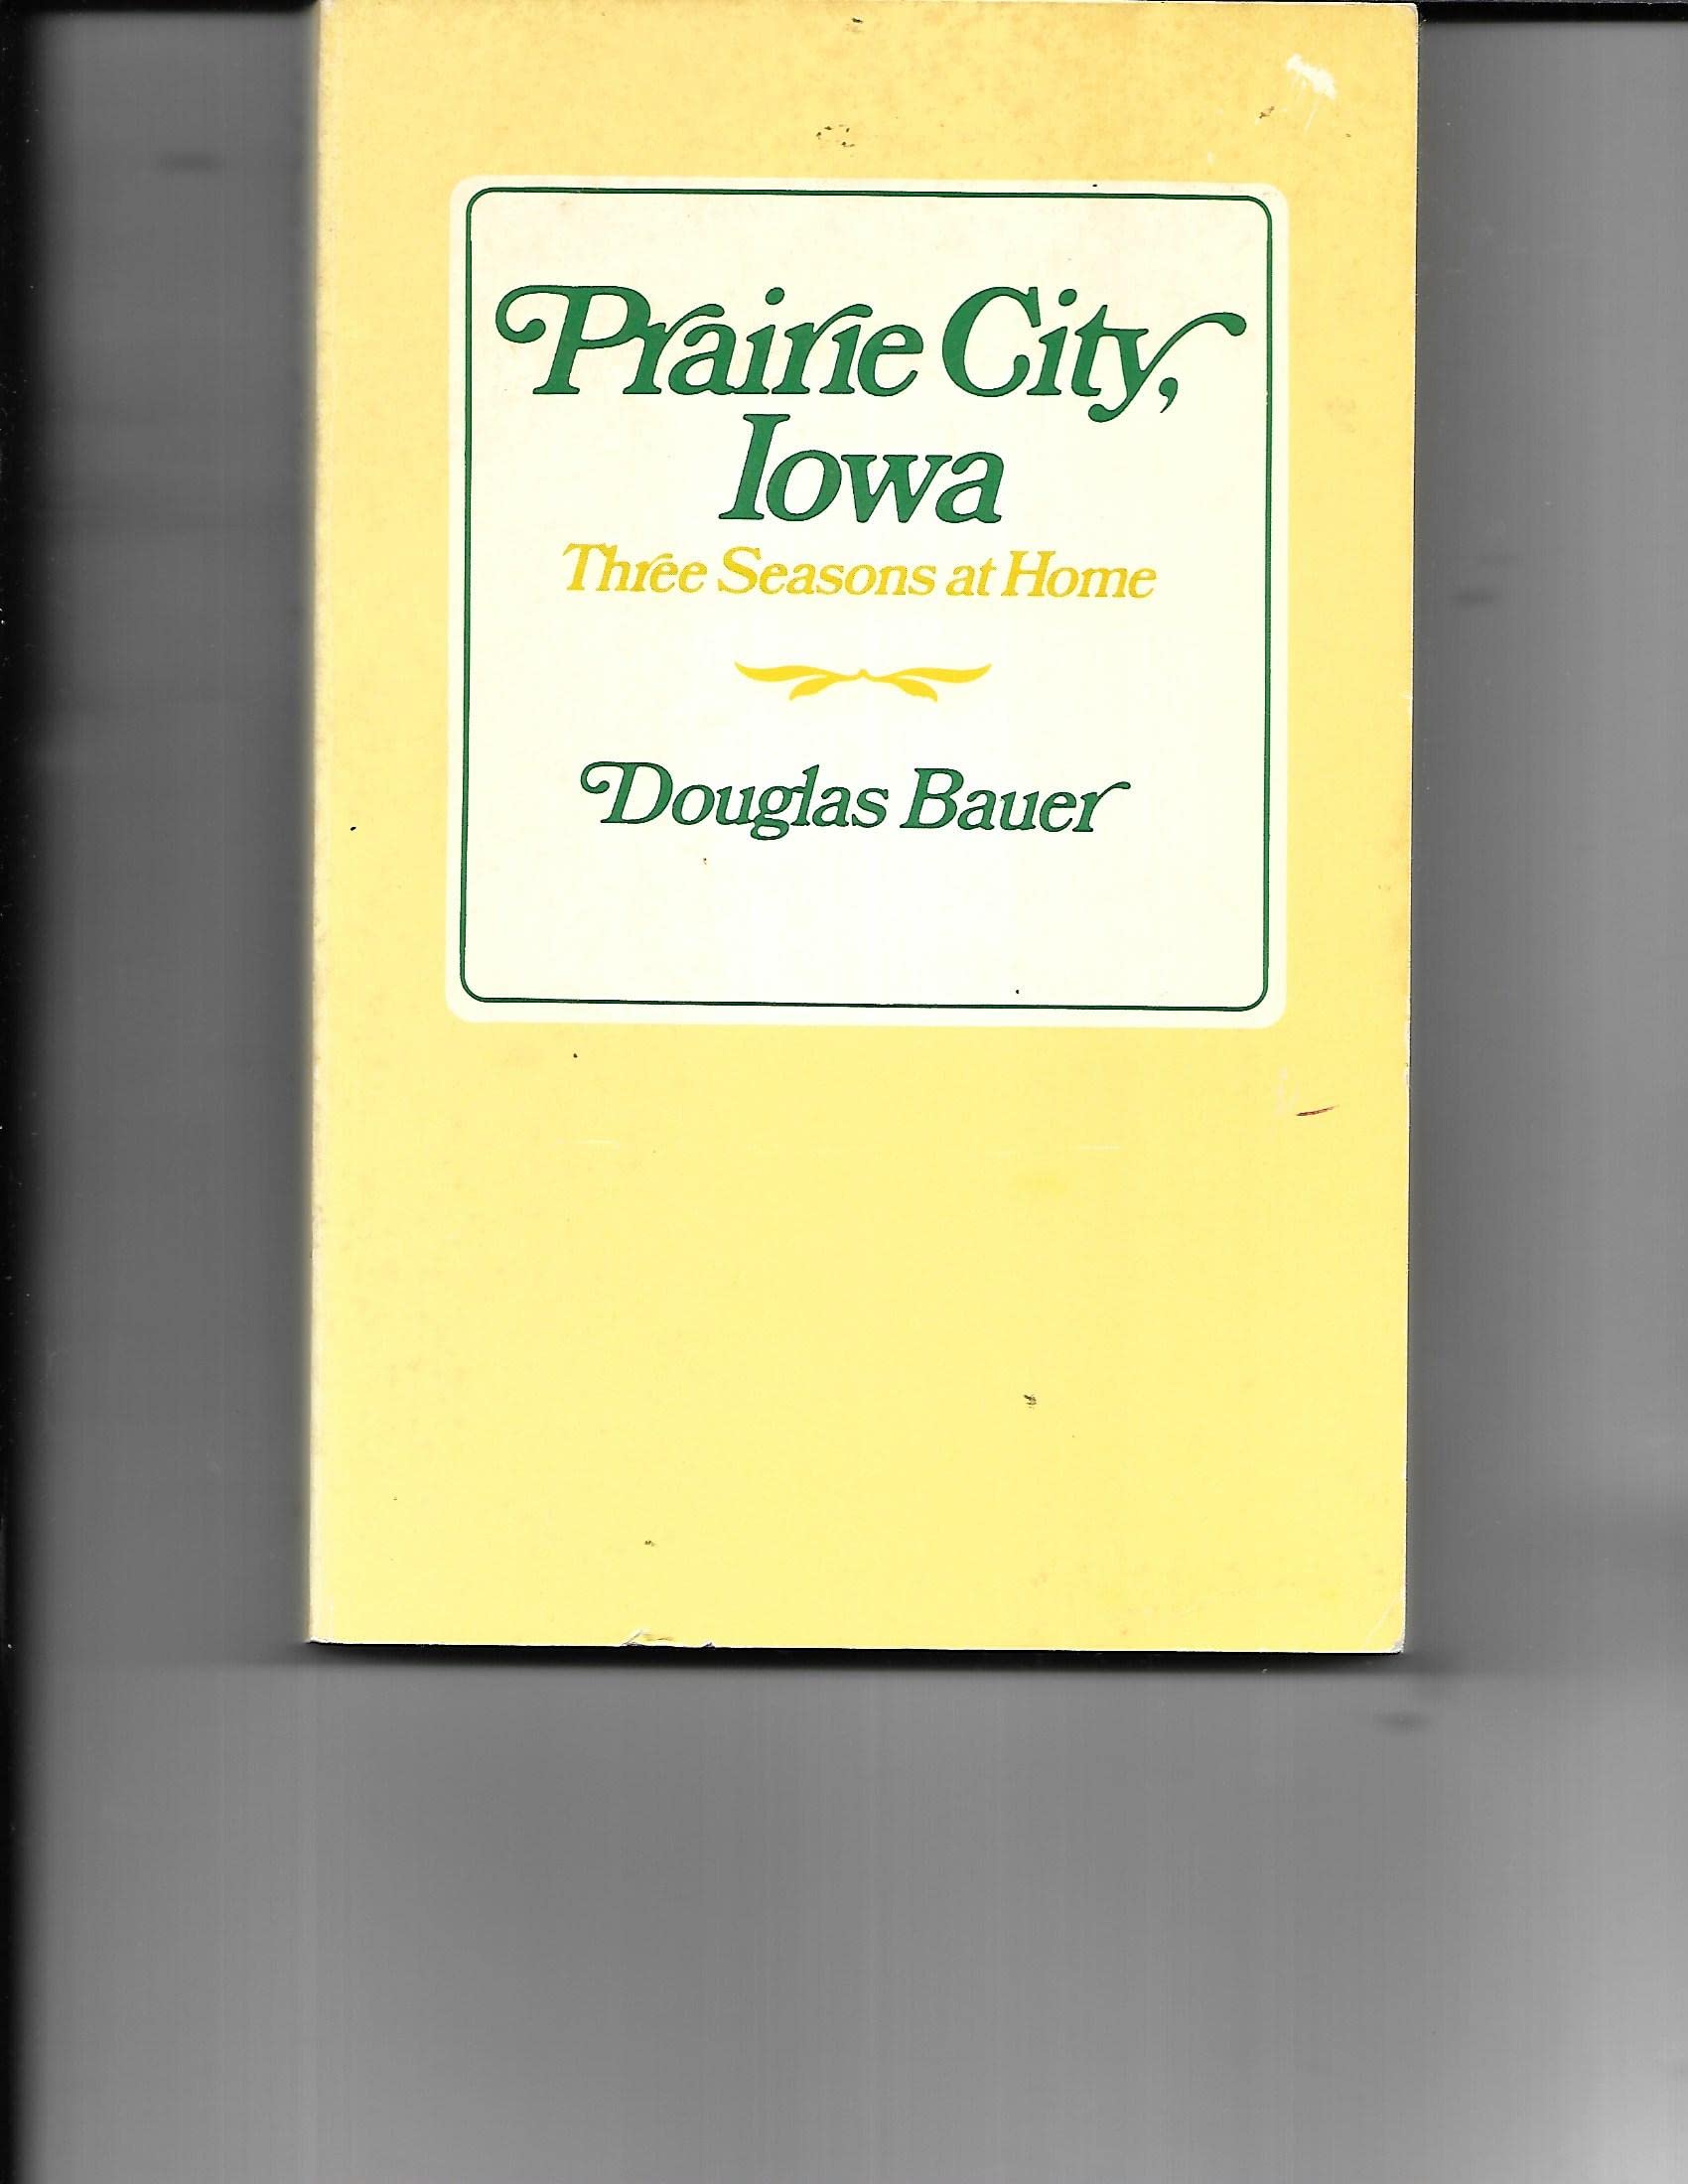 Prairie City,
Iowa
Three Seasons at Home
Douglas Bauer